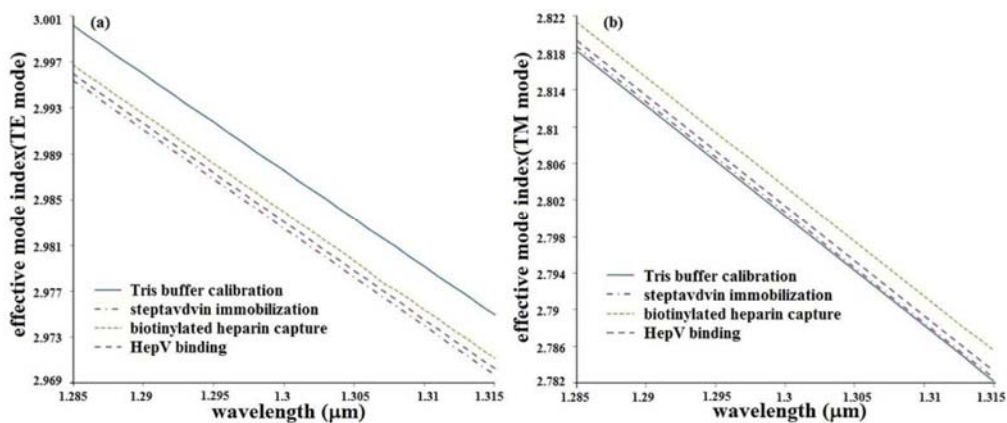 (a)
effective mode index(TE mode)
3.001
2.997
2.993
2.989
2.985
2.981
2.977
2.973
2.969
Tris buffer calibration
steptavdvin immobilization
biotinylated heparin capture
HepV binding
1.285 1.29 1.295 1.3 1.305 1.31 1.315
wavelength (μm)
(b)
effective mode index(TM mode)
2.822
2.818
2.814
2.81
2.806
2.802
2.798
2.794
2.79
2.786
2.782
Tris buffer calibration
steptavdvin immobilization
biotinylated heparin capture
HepV binding
1.285 1.29 1.295 1.3 1.305 1.31 1.315
wavelength (μm)